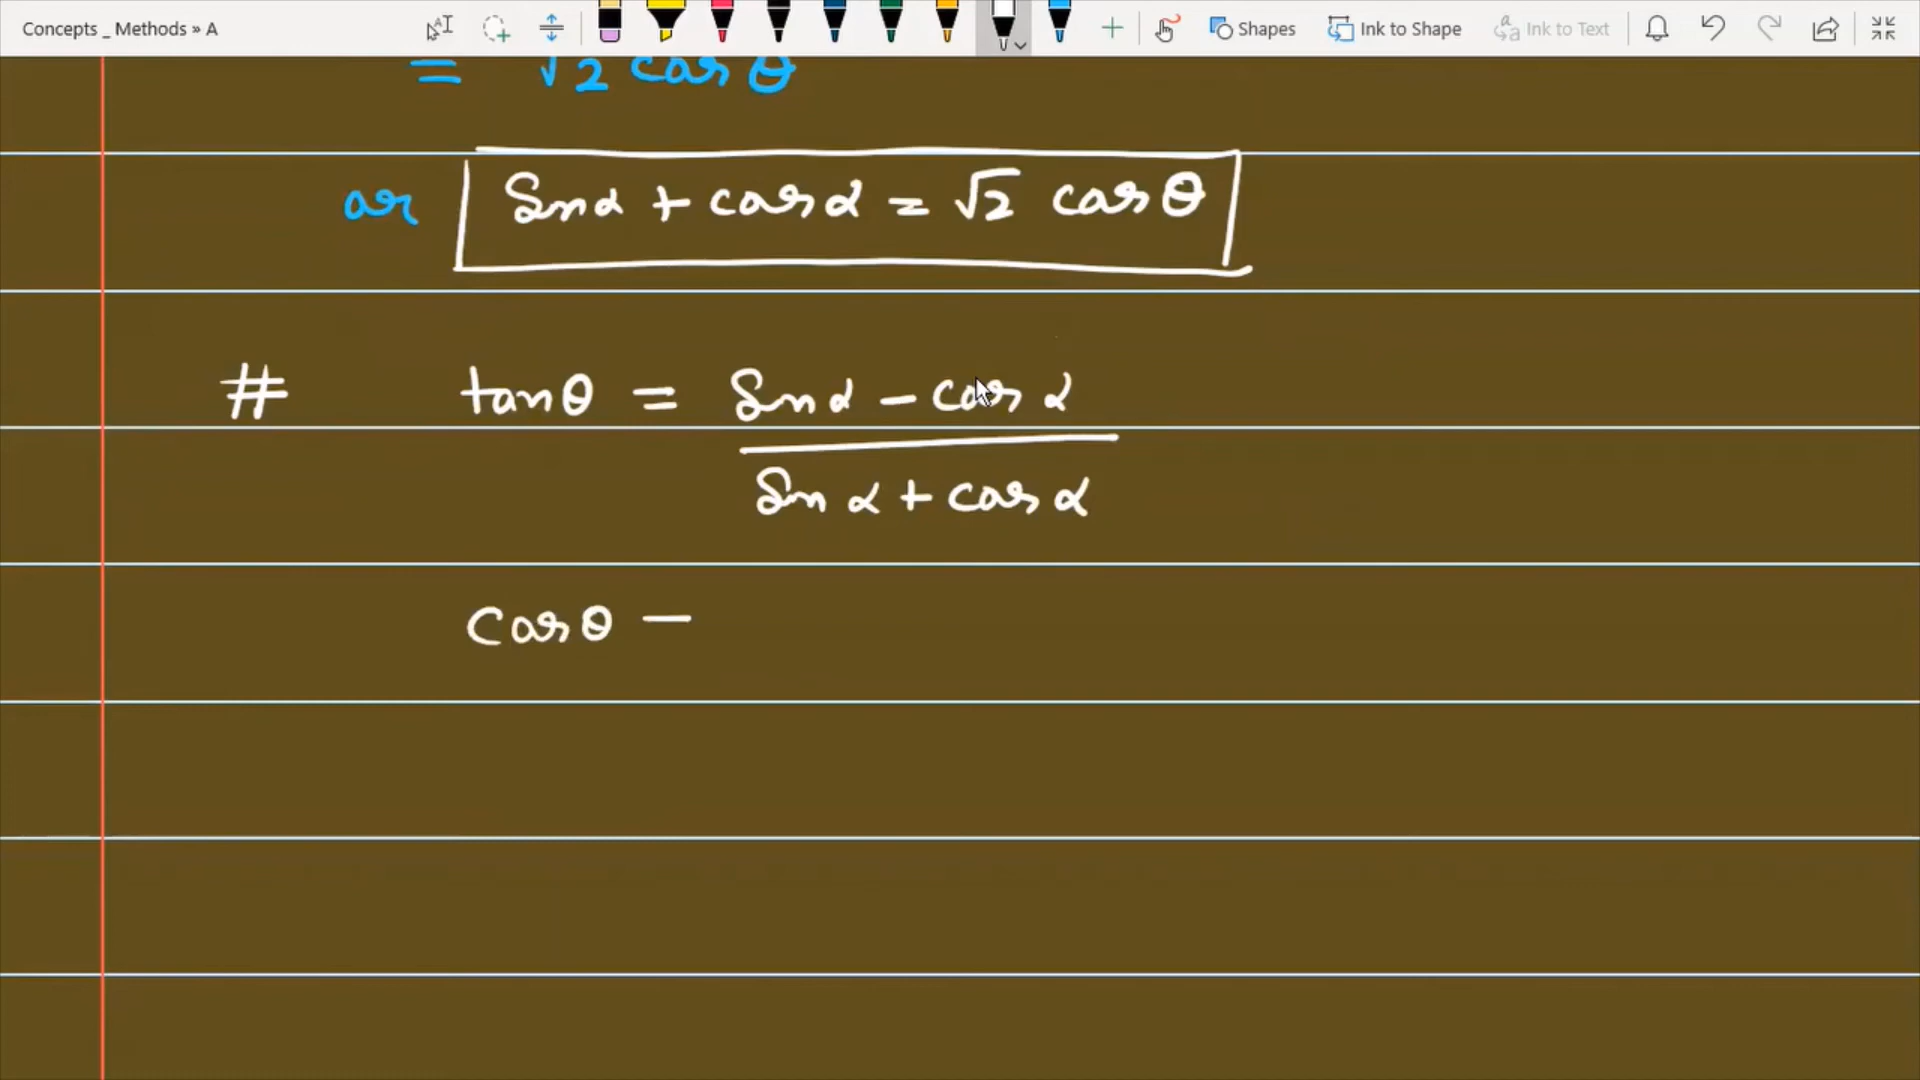 Concepts _ Methods » A
Shapes
Ink to Shape
Ink to Text
= √2 cos θ
or
Sin α + cos α = √2 cos θ
# tan θ = Sin α - cos α
Sin α + cos α
Cos θ -